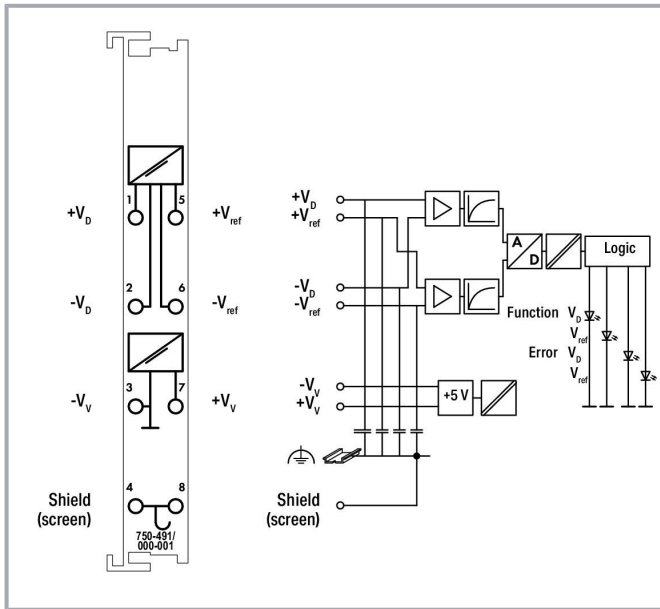 1 5
+VD +Vref
2 6
-VD -Vref
3 7
-VV +VV
4 8
Shield
(screen)
750-491/
000-001
+VD
+Vref
-VD
-Vref
-VV
+VV
Shield
(screen)
+5 V
A
D
Logic
Function VD
Vref
Error VD
Vref